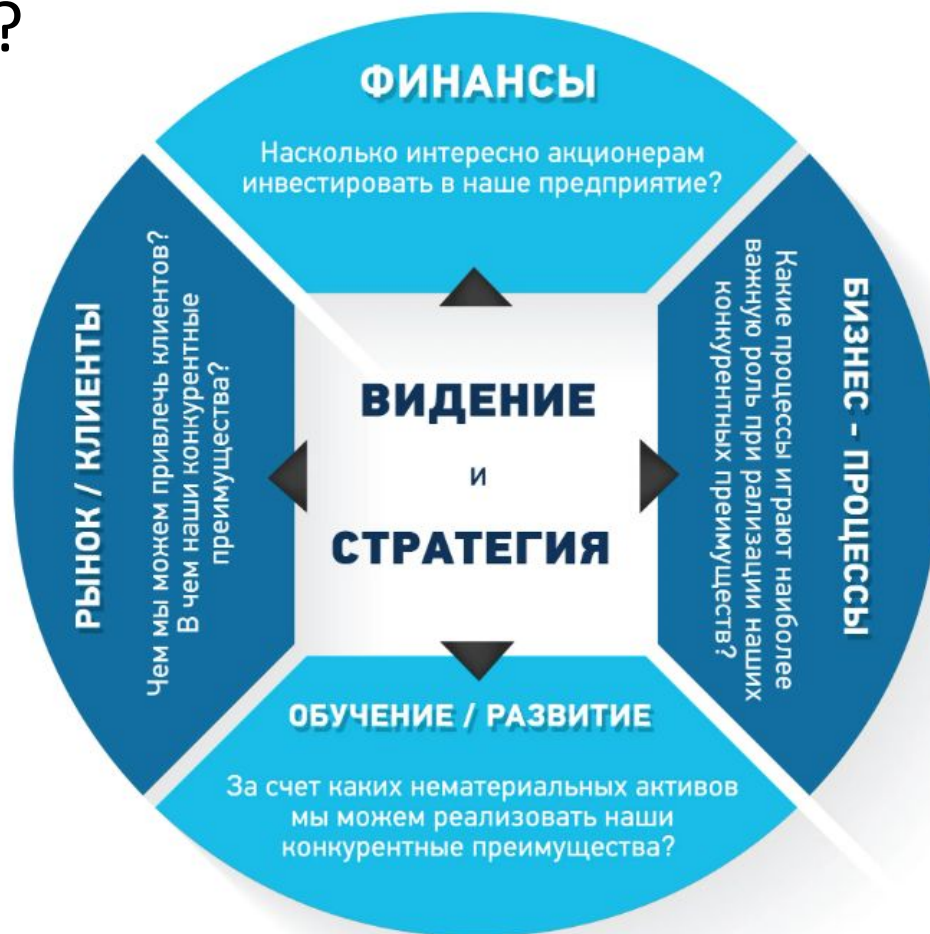 ?
ФИНАНСЫ
Насколько интересно акционерам
инвестировать в наше предприятие?
РЫНОК / КЛИЕНТЫ
Чем мы можем привлечь клиентов?
В чем наши конкурентные
преимущества?
ВИДЕНИЕ
и
СТРАТЕГИЯ
БИЗНЕС - ПРОЦЕССЫ
Какие процессы играют наиболее
важную роль при рализации наших
конкурентных преимуществ?
ОБУЧЕНИЕ / РАЗВИТИЕ
За счет каких нематериальных активов
мы можем реализовать наши
конкурентные преимущества?